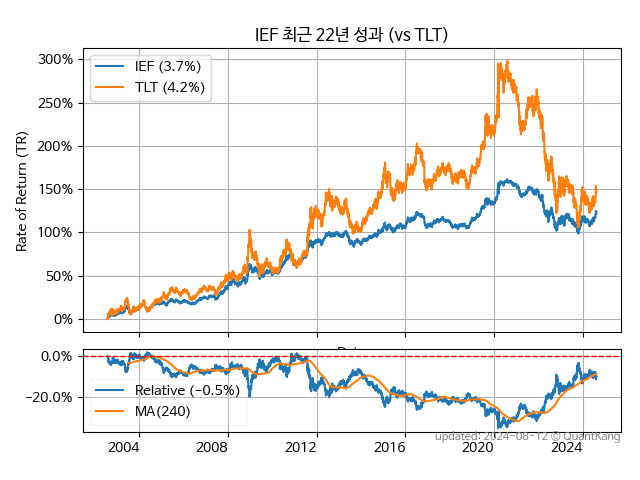 IEF 최근 22년 성과 (vs TLT)
Rate of Return (TR)
300%
250%
200%
150%
100%
50%
0%
IEF (3.7%)
TLT (4.2%)
0.0%
−20.0%
Relative (−0.5%)
MA(240)
2004 2008 2012 2016 2020 2024
updated: 2024-08-12 © QuantKang